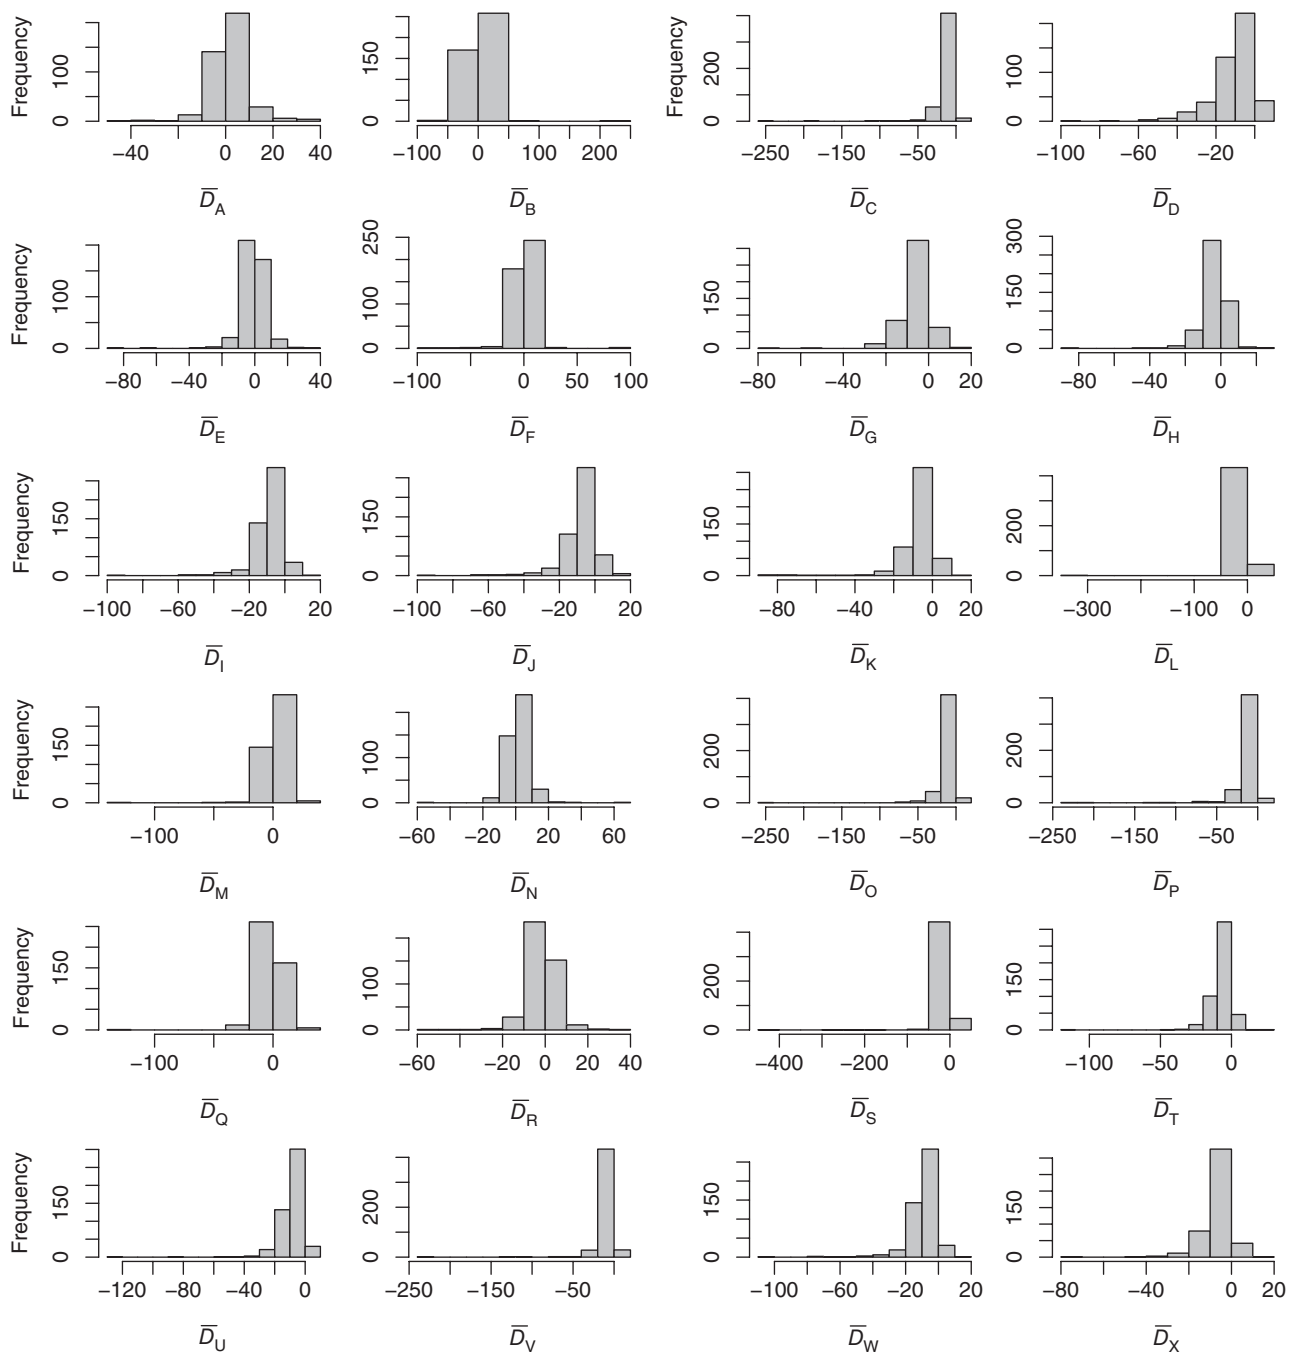 Frequency 0 100 −40 0 20 40 D̅A
0 150 −100 0 100 200 D̅B
Frequency 0 200 −250 −150 −50 D̅C
0 100 −100 −60 −20 D̅D
Frequency 0 100 −80 −40 0 40 D̅E
0 100 250 −100 0 50 100 D̅F
0 150 −80 −40 0 20 D̅G
0 150 300 −80 −40 0 D̅H
Frequency 0 150 −100 −60 −20 20 D̅I
0 150 −100 −60 −20 20 D̅J
0 150 −80 −40 0 20 D̅K
0 200 −300 −100 0 D̅L
Frequency 0 150 −100 0 D̅M
0 100 −60 −20 20 60 D̅N
0 200 −250 −150 −50 D̅O
0 200 −250 −150 −50 D̅P
Frequency 0 150 −100 0 D̅Q
0 100 −60 −20 0 20 40 D̅R
0 200 −400 −200 0 D̅S
0 150 −100 −50 0 D̅T
Frequency 0 150 −120 −80 −40 0 D̅U
0 200 −250 −150 −50 D̅V
0 150 −100 −60 −20 20 D̅W
0 150 −80 −40 0 20 D̅X